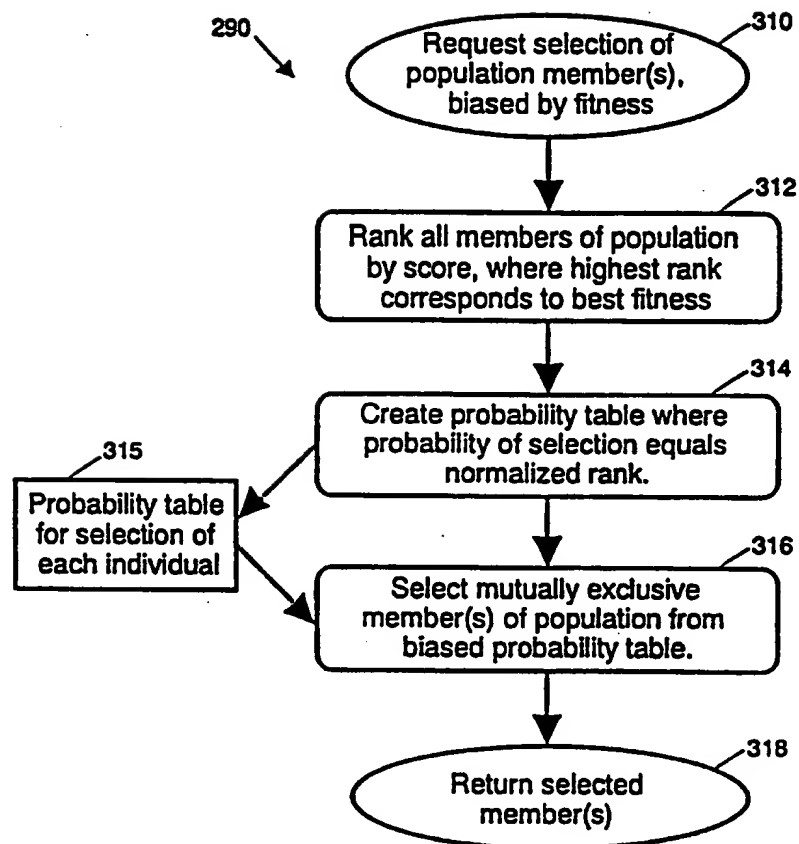 290
310
Request selection of
population member(s),
biased by fitness
312
Rank all members of population
by score, where highest rank
corresponds to best fitness
314
Create probability table where
probability of selection equals
normalized rank.
315
Probability table
for selection of
each individual
316
Select mutually exclusive
member(s) of population from
biased probability table.
318
Return selected
member(s)